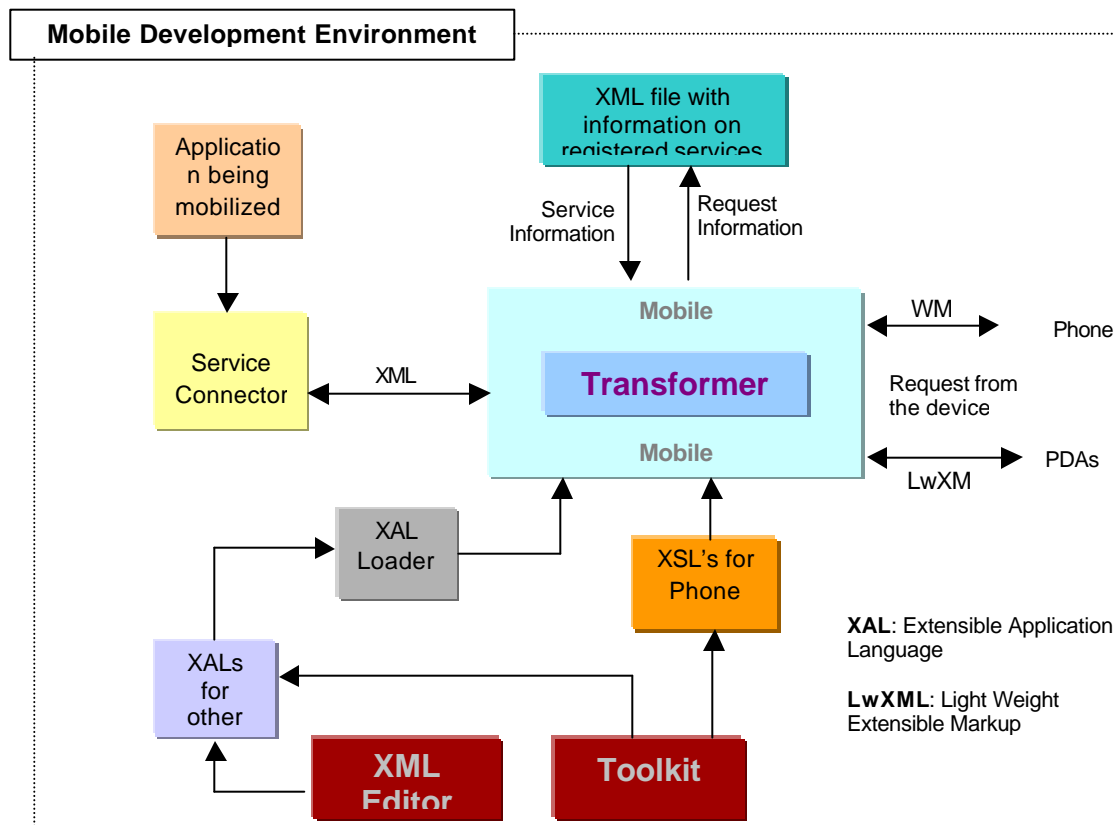 Mobile Development Environment
XML file with
information on
registered services
Applicatio
n being
mobilized
Service
Information
Request
Information
Mobile
Transformer
Mobile
WM
Phone
Service
Connector
XML
Request from
the device
PDAs
LwXM
XAL
Loader
XSL's for
Phone
XAL: Extensible Application
Language
XALs
for
other
LwXML: Light Weight
Extensible Markup
XML
Editor
Toolkit